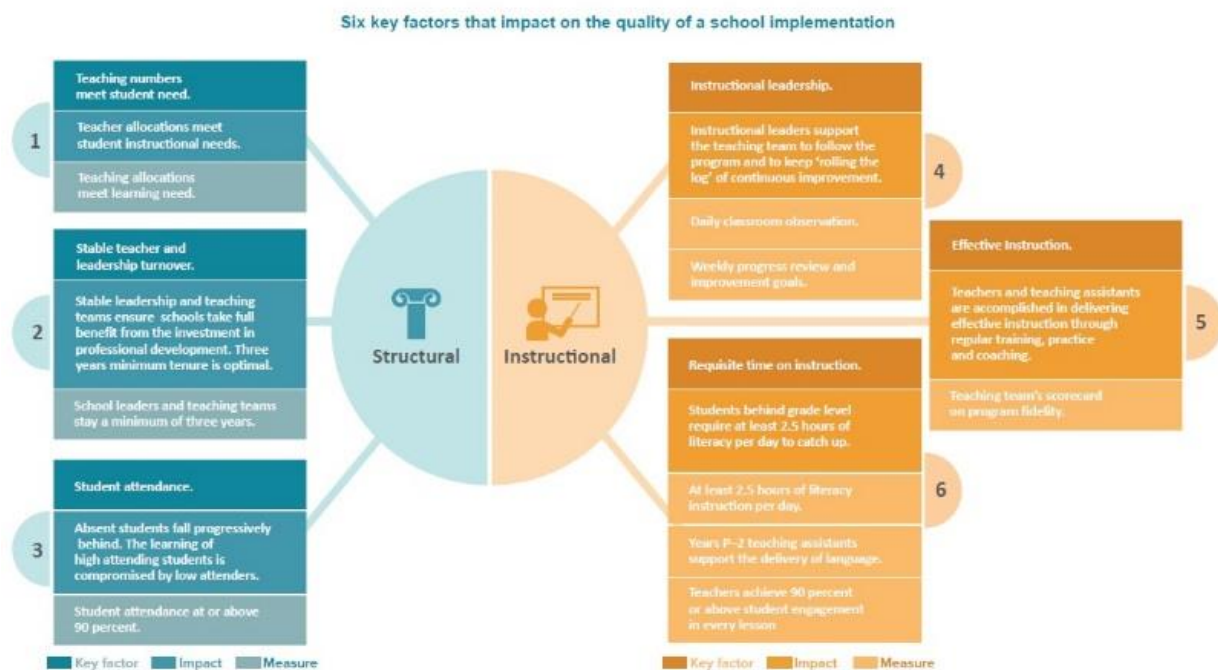 Six key factors that impact on the quality of a school implementation
1
Teaching numbers
meet student need.
Teacher allocations meet
student instructional needs.
Teaching allocations
meet learning need.
2
Stable teacher and
leadership turnover.
Stable leadership and teaching
teams ensure schools take full
benefit from the investment in
professional development. Three
years minimum tenure is optimal.
School leaders and teaching teams
stay a minimum of three years.
3
Student attendance.
Absent students fall progressively
behind. The learning of
high attending students is
compromised by low attenders.
Student attendance at or above
90 percent.
Key factor
Impact
Measure
Structural
Instructional
Instructional leadership.
Instructional leaders support
the teaching team to follow the
program and to keep ‘rolling the
log’ of continuous improvement.
Daily classroom observation.
Weekly progress review and
improvement goals.
4
Effective Instruction.
Teachers and teaching assistants
are accomplished in delivering
effective instruction through
regular training, practice
and coaching.
Teaching team’s scorecard
on program fidelity.
5
Requisite time on instruction.
Students behind grade level
require at least 2.5 hours of
literacy per day to catch up.
At least 2.5 hours of literacy
instruction per day.
Years P–2 teaching assistants
support the delivery of language.
Teachers achieve 90 percent
or above student engagement
in every lesson
6
Key factor
Impact
Measure